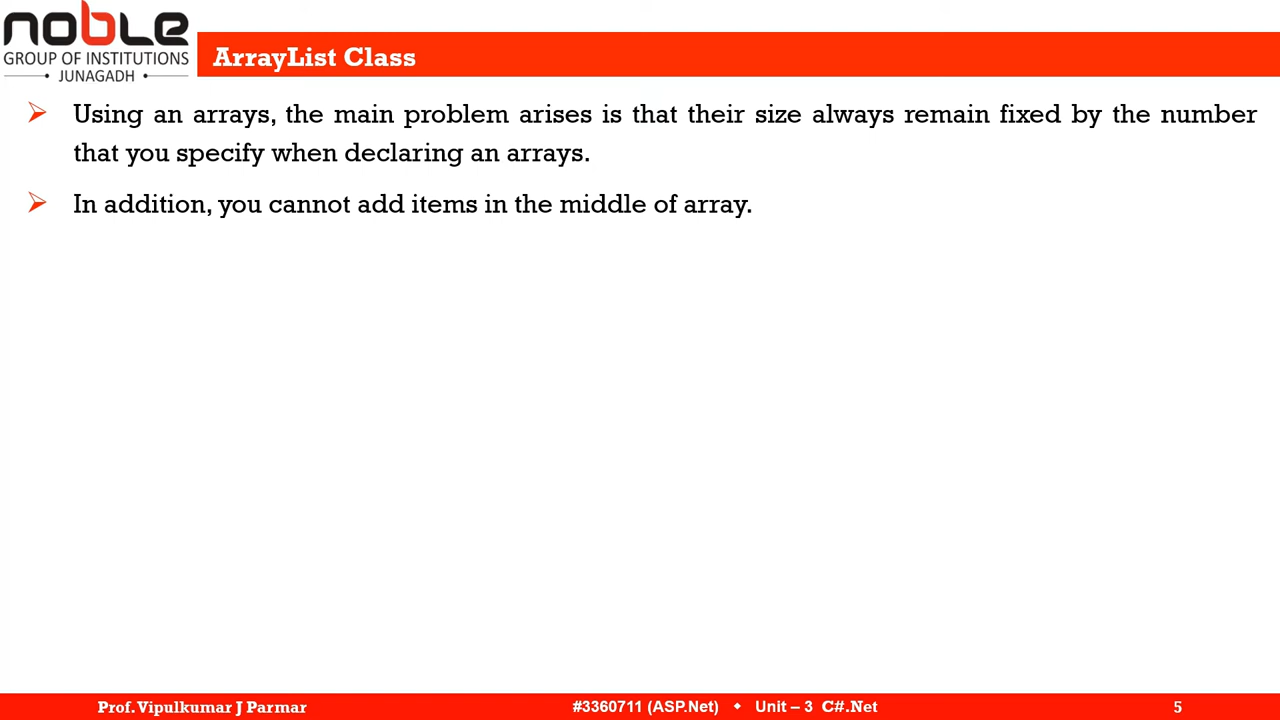 noble
GROUP OF INSTITUTIONS
• JUNAGADH •
ArrayList Class
➢ Using an arrays, the main problem arises is that their size always remain fixed by the number
that you specify when declaring an arrays.
➢ In addition, you cannot add items in the middle of array.
Prof. Vipulkumar J Parmar #3360711 (ASP.Net) • Unit – 3 C#.Net 5